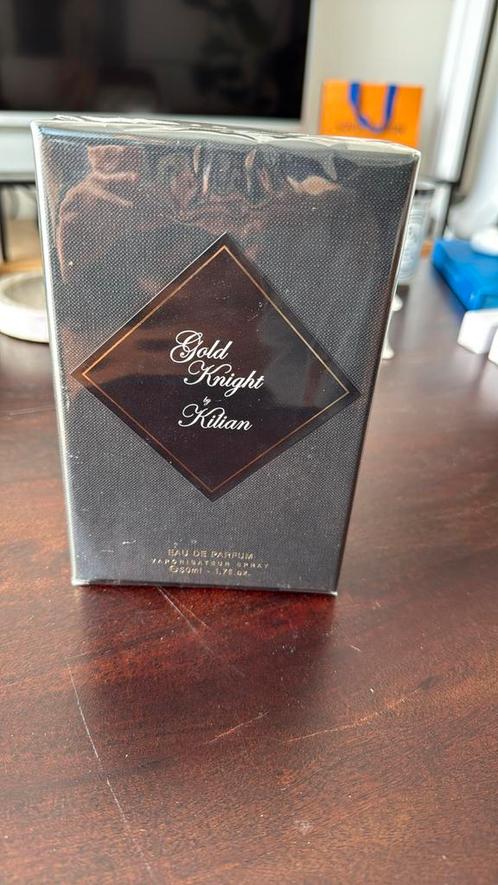 Gold
Knight
by
Kilian
EAU DE PARFUM
VAPORISATEUR SPRAY
℮50ml - 1.7fl.oz.